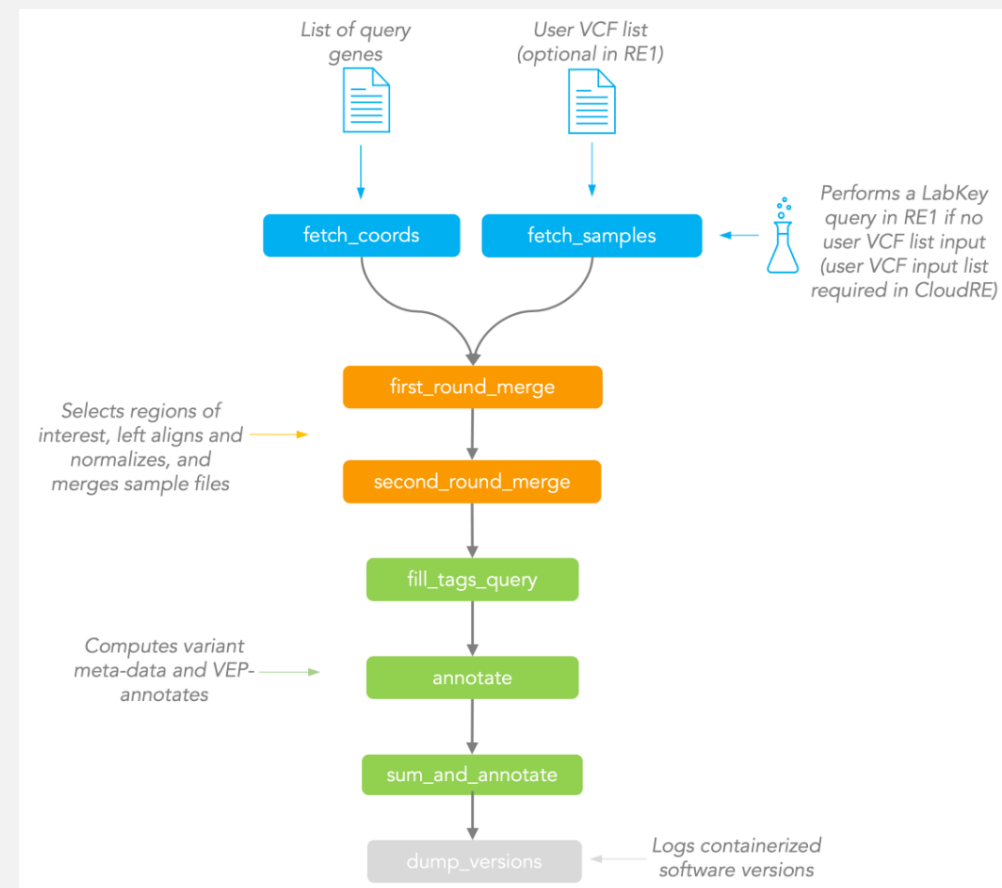 List of query
genes
User VCF list
(optional in RE1)
fetch_coords
fetch_samples
Performs a LabKey
query in RE1 if no
user VCF list input
(user VCF input list
required in CloudRE)
first_round_merge
Selects regions of
interest, left aligns and
normalizes, and
merges sample files
second_round_merge
fill_tags_query
Computes variant
meta-data and VEP-
annotates
annotate
sum_and_annotate
dump_versions
Logs containerized
software versions